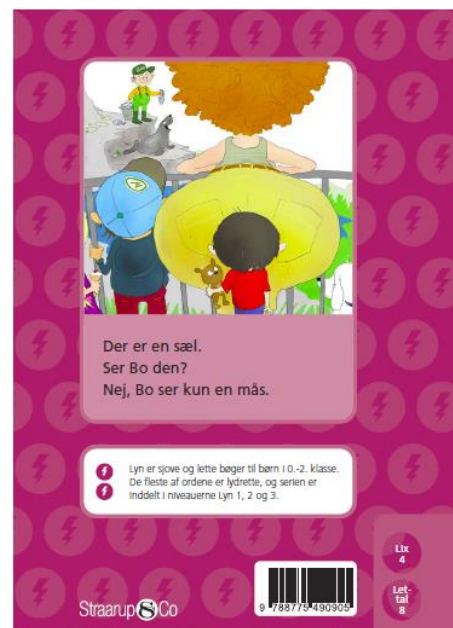 Der er en sæl.
Ser Bo den?
Nej, Bo ser kun en mås.
Lyn er sjove og lette bøger til børn i 0.-2. klasse.
De fleste af ordene er lydrette, og serien er
inddelt i niveauerne Lyn 1, 2 og 3.
Lix
4
Let-
tal
8
Straarup & Co
9 788775 490905